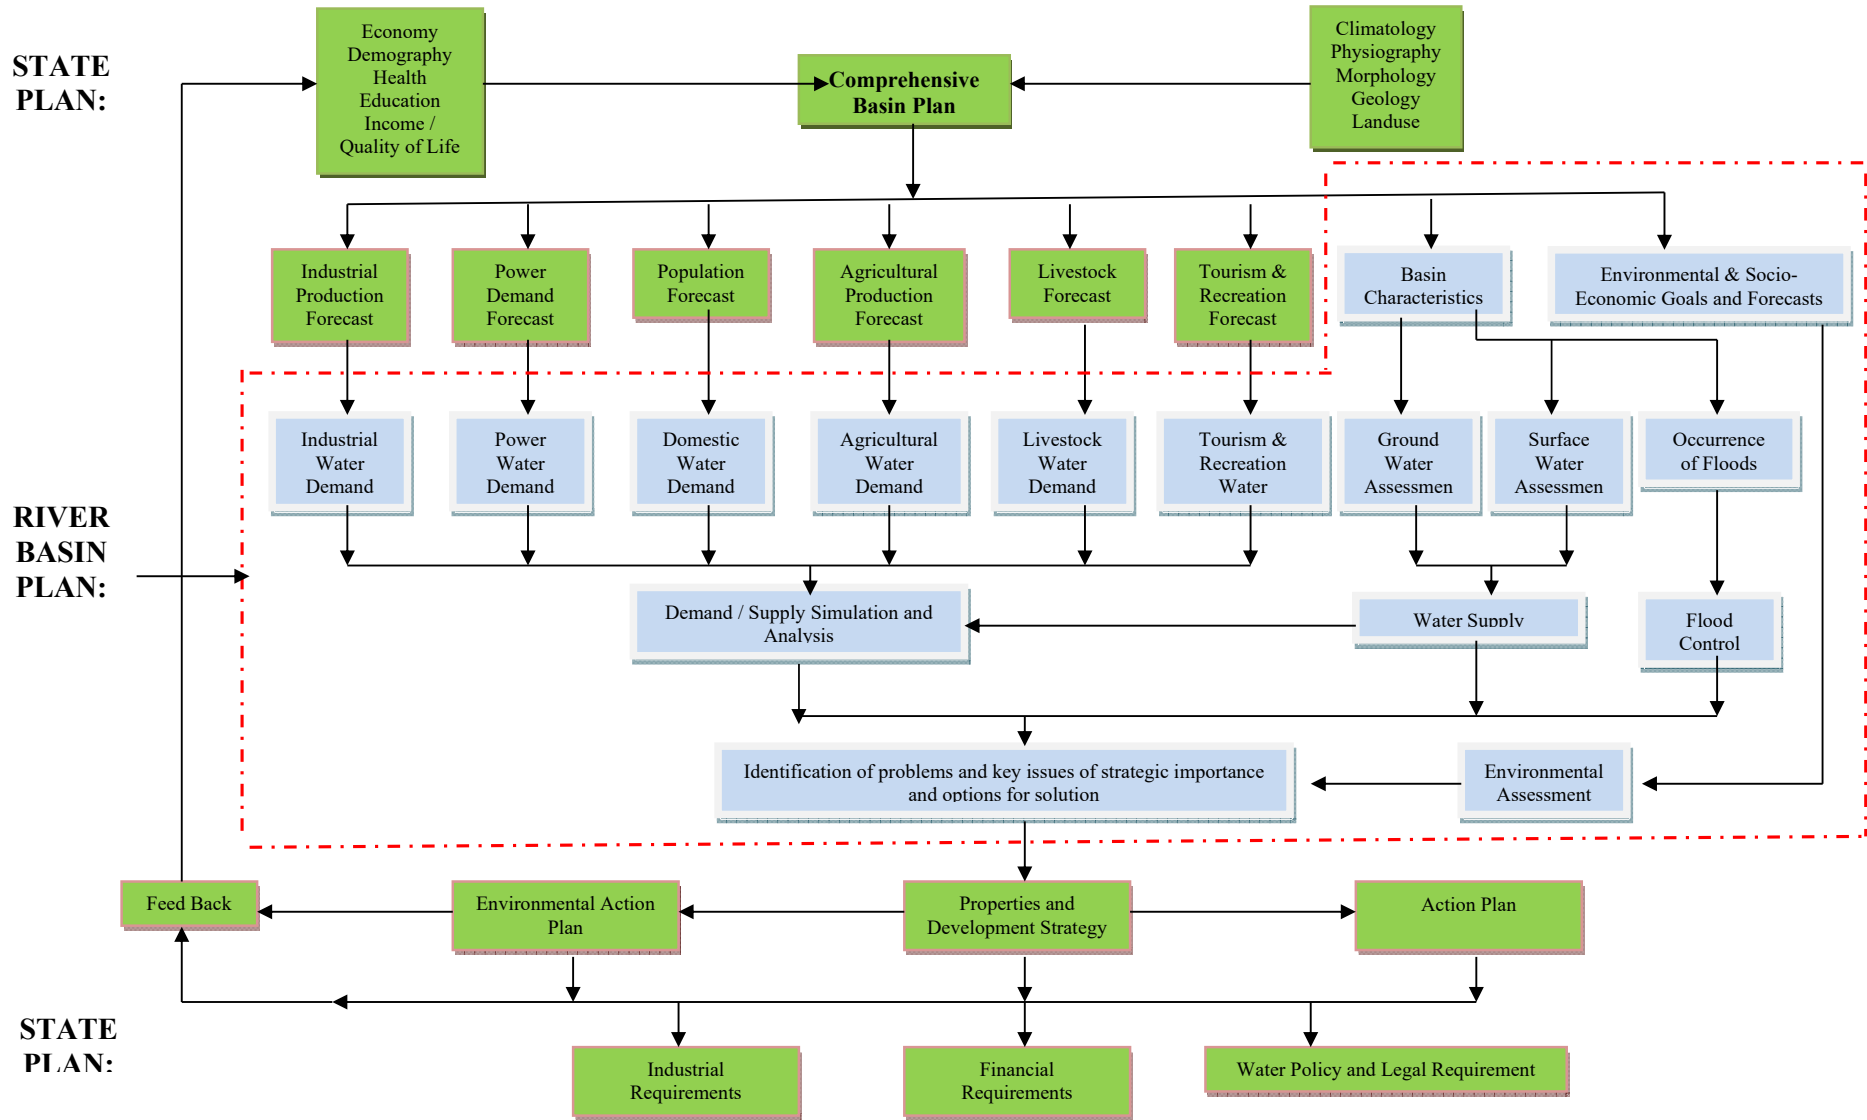 STATE
PLAN:
Economy
Demography
Health
Education
Income /
Quality of Life
Comprehensive
Basin Plan
Climatology
Physiography
Morphology
Geology
Landuse
Industrial
Production
Forecast
Power
Demand
Forecast
Population
Forecast
Agricultural
Production
Forecast
Livestock
Forecast
Tourism &
Recreation
Forecast
Basin
Characteristics
Environmental & Socio-
Economic Goals and Forecasts
RIVER
BASIN
PLAN:
Industrial
Water
Demand
Power
Water
Demand
Domestic
Water
Demand
Agricultural
Water
Demand
Livestock
Water
Demand
Tourism &
Recreation
Water
Ground
Water
Assessmen
Surface
Water
Assessmen
Occurrence
of Floods
Demand / Supply Simulation and
Analysis
Water Supply
Flood
Control
Identification of problems and key issues of strategic importance
and options for solution
Environmental
Assessment
Feed Back
Environmental Action
Plan
Properties and
Development Strategy
Action Plan
STATE
PLAN:
Industrial
Requirements
Financial
Requirements
Water Policy and Legal Requirement